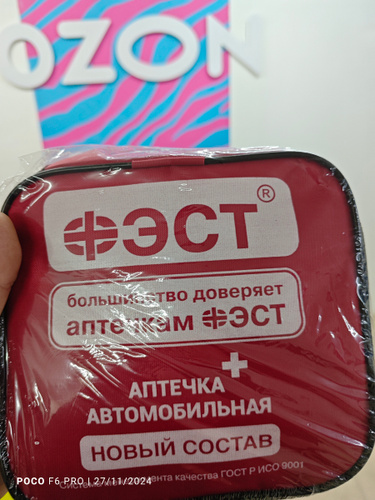 OZON
ФЭСТ®
большинство доверяет
аптечкам ФЭСТ
АПТЕЧКА
АВТОМОБИЛЬНАЯ
НОВЫЙ СОСТАВ
качества ГОСТ Р ИСО 9001
POCO F6 PRO | 27/11/2024